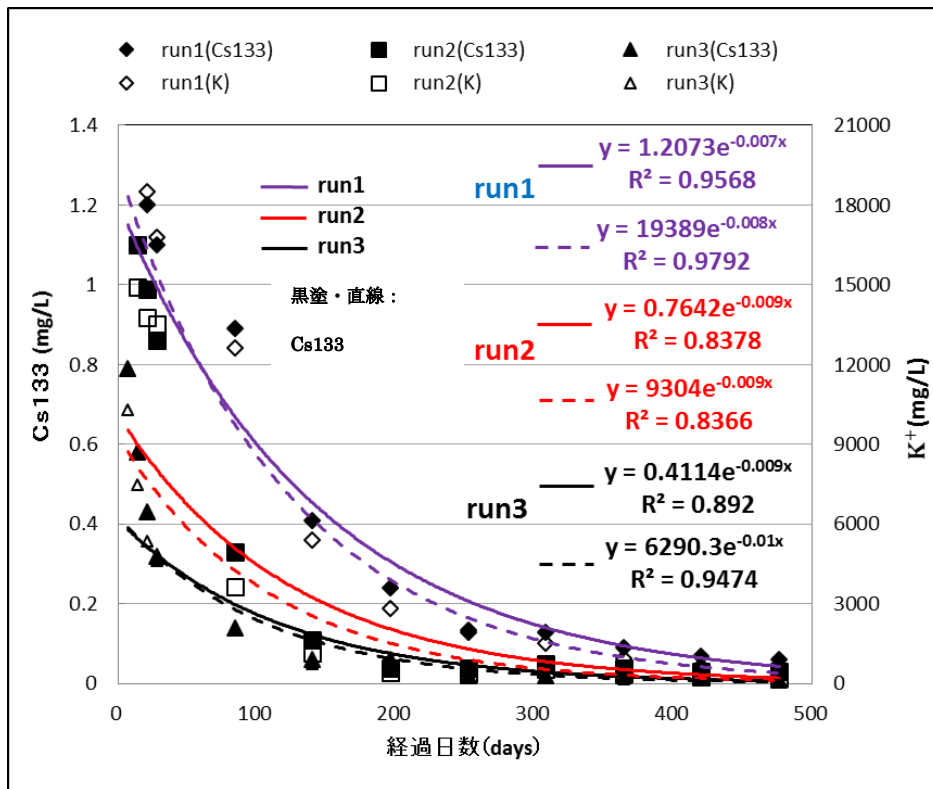 run1(Cs133) run2(Cs133) run3(Cs133)
run1(K) run2(K) run3(K)
Cs133 (mg/L)
1.4
1.2
1
0.8
0.6
0.4
0.2
0
21000
18000
15000
12000
9000
6000
3000
0
K⁺(mg/L)
run1
run2
run3
黒塗・直線：
Cs133
run1
y = 1.2073e^-0.007x
R² = 0.9568
y = 19389e^-0.008x
R² = 0.9792
run2
y = 0.7642e^-0.009x
R² = 0.8378
y = 9304e^-0.009x
R² = 0.8366
run3
y = 0.4114e^-0.009x
R² = 0.892
y = 6290.3e^-0.01x
R² = 0.9474
0 100 200 300 400 500
経過日数(days)